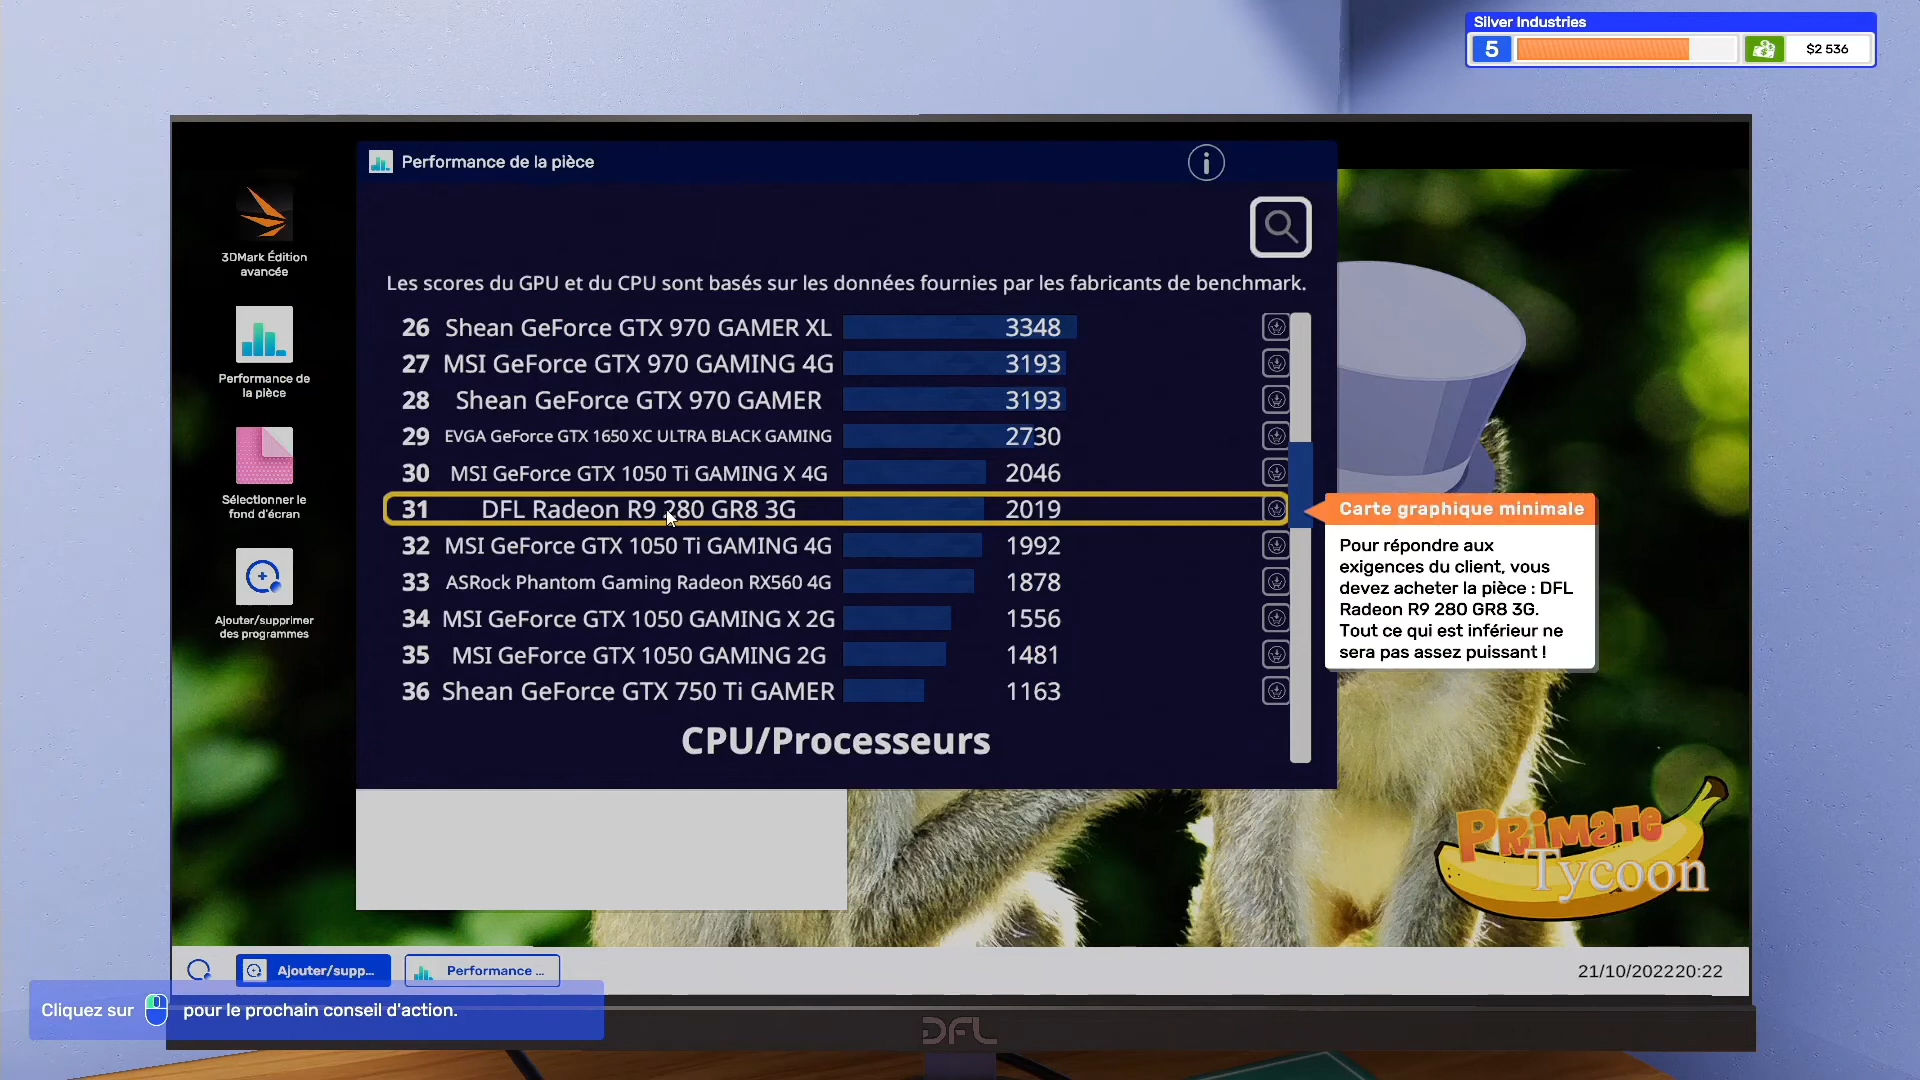 Silver Industries
5
$2 536
Performance de la pièce
i
3DMark Édition
avancée
Performance de
la pièce
Sélectionner le
fond d'écran
Ajouter/supprimer
des programmes
Les scores du GPU et du CPU sont basés sur les données fournies par les fabricants de benchmark.
26 Shean GeForce GTX 970 GAMER XL 3348
27 MSI GeForce GTX 970 GAMING 4G 3193
28 Shean GeForce GTX 970 GAMER 3193
29 EVGA GeForce GTX 1650 XC ULTRA BLACK GAMING 2730
30 MSI GeForce GTX 1050 Ti GAMING X 4G 2046
31 DFL Radeon R9 280 GR8 3G 2019
32 MSI GeForce GTX 1050 Ti GAMING 4G 1992
33 ASRock Phantom Gaming Radeon RX560 4G 1878
34 MSI GeForce GTX 1050 GAMING X 2G 1556
35 MSI GeForce GTX 1050 GAMING 2G 1481
36 Shean GeForce GTX 750 Ti GAMER 1163
CPU/Processeurs
Carte graphique minimale
Pour répondre aux
exigences du client, vous
devez acheter la pièce : DFL
Radeon R9 280 GR8 3G.
Tout ce qui est inférieur ne
sera pas assez puissant !
PRiMATE
Tycoon
Ajouter/supp...
Performance ...
21/10/202220:22
Cliquez sur pour le prochain conseil d'action.
DFL